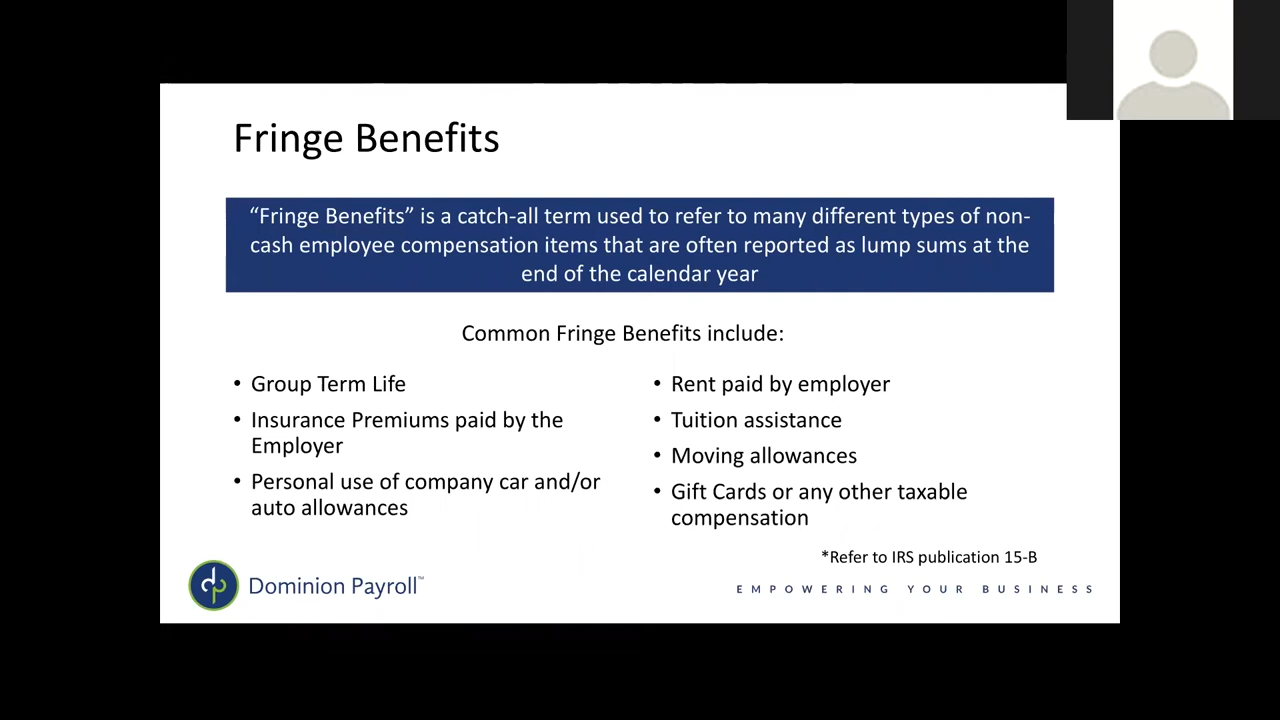 Fringe Benefits
“Fringe Benefits” is a catch-all term used to refer to many different types of non-
cash employee compensation items that are often reported as lump sums at the
end of the calendar year
Common Fringe Benefits include:
• Group Term Life
• Insurance Premiums paid by the
Employer
• Personal use of company car and/or
auto allowances
• Rent paid by employer
• Tuition assistance
• Moving allowances
• Gift Cards or any other taxable
compensation
*Refer to IRS publication 15-B
dp Dominion Payroll™
EMPOWERING YOUR BUSINESS